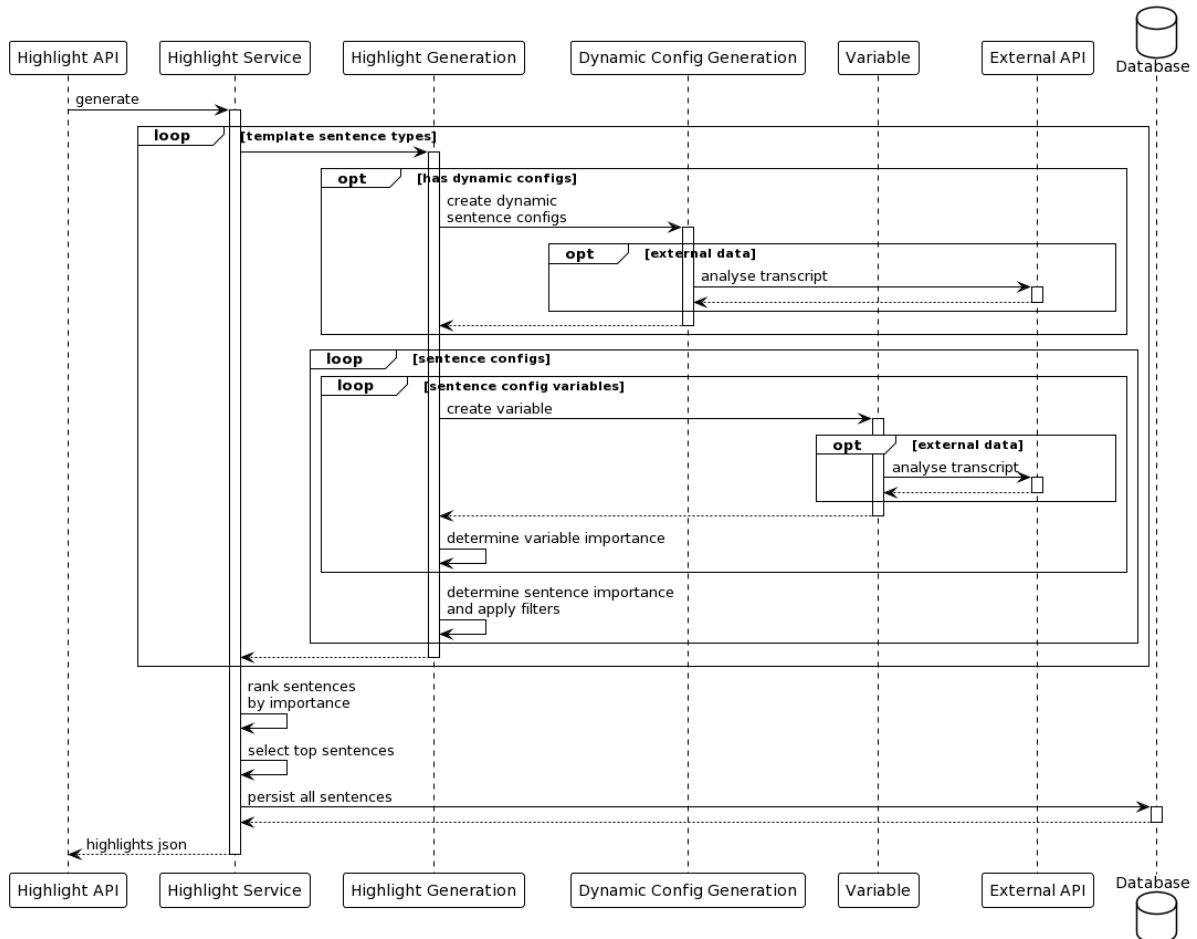 Database
Highlight API
Highlight Service
Highlight Generation
Dynamic Config Generation
Variable
External API
generate
loop
[template sentence types]
opt
[has dynamic configs]
create dynamic
sentence configs
opt
[external data]
analyse transcript
loop
[sentence configs]
loop
[sentence config variables]
create variable
opt
[external data]
analyse transcript
determine variable importance
determine sentence importance
and apply filters
rank sentences
by importance
select top sentences
persist all sentences
highlights json
Highlight API
Highlight Service
Highlight Generation
Dynamic Config Generation
Variable
External API
Database